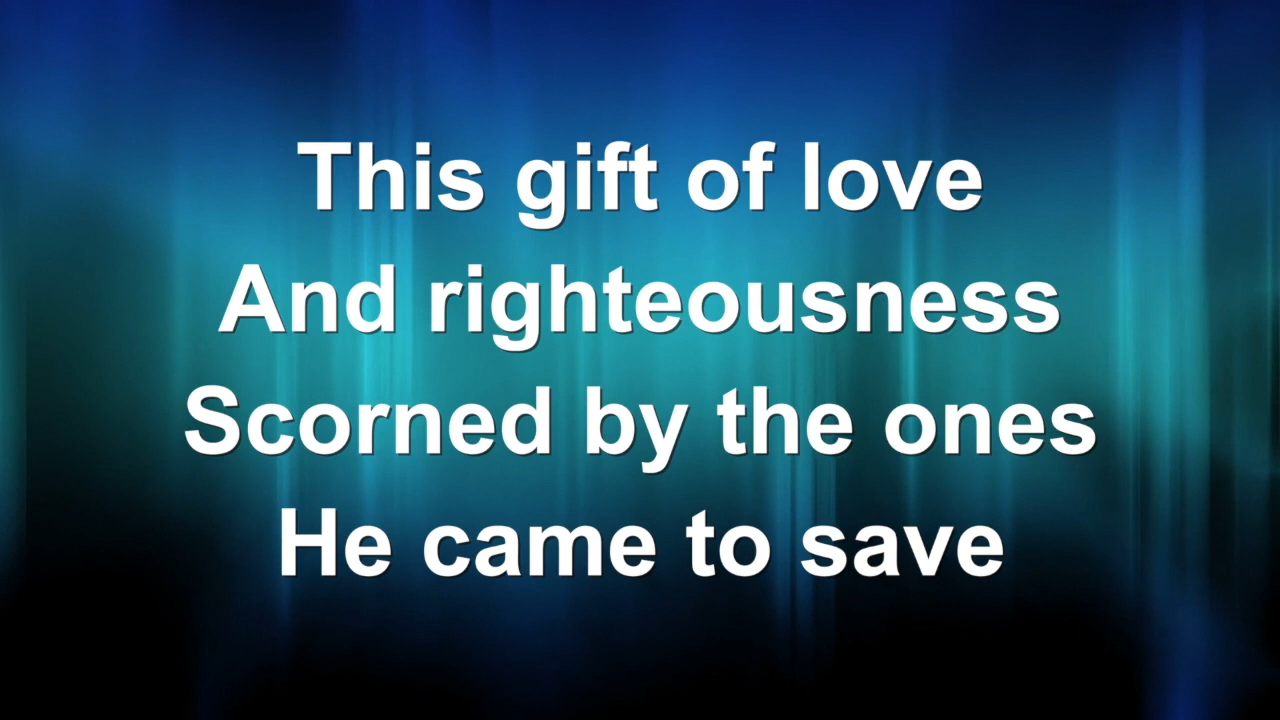 This gift of love
And righteousness
Scorned by the ones
He came to save